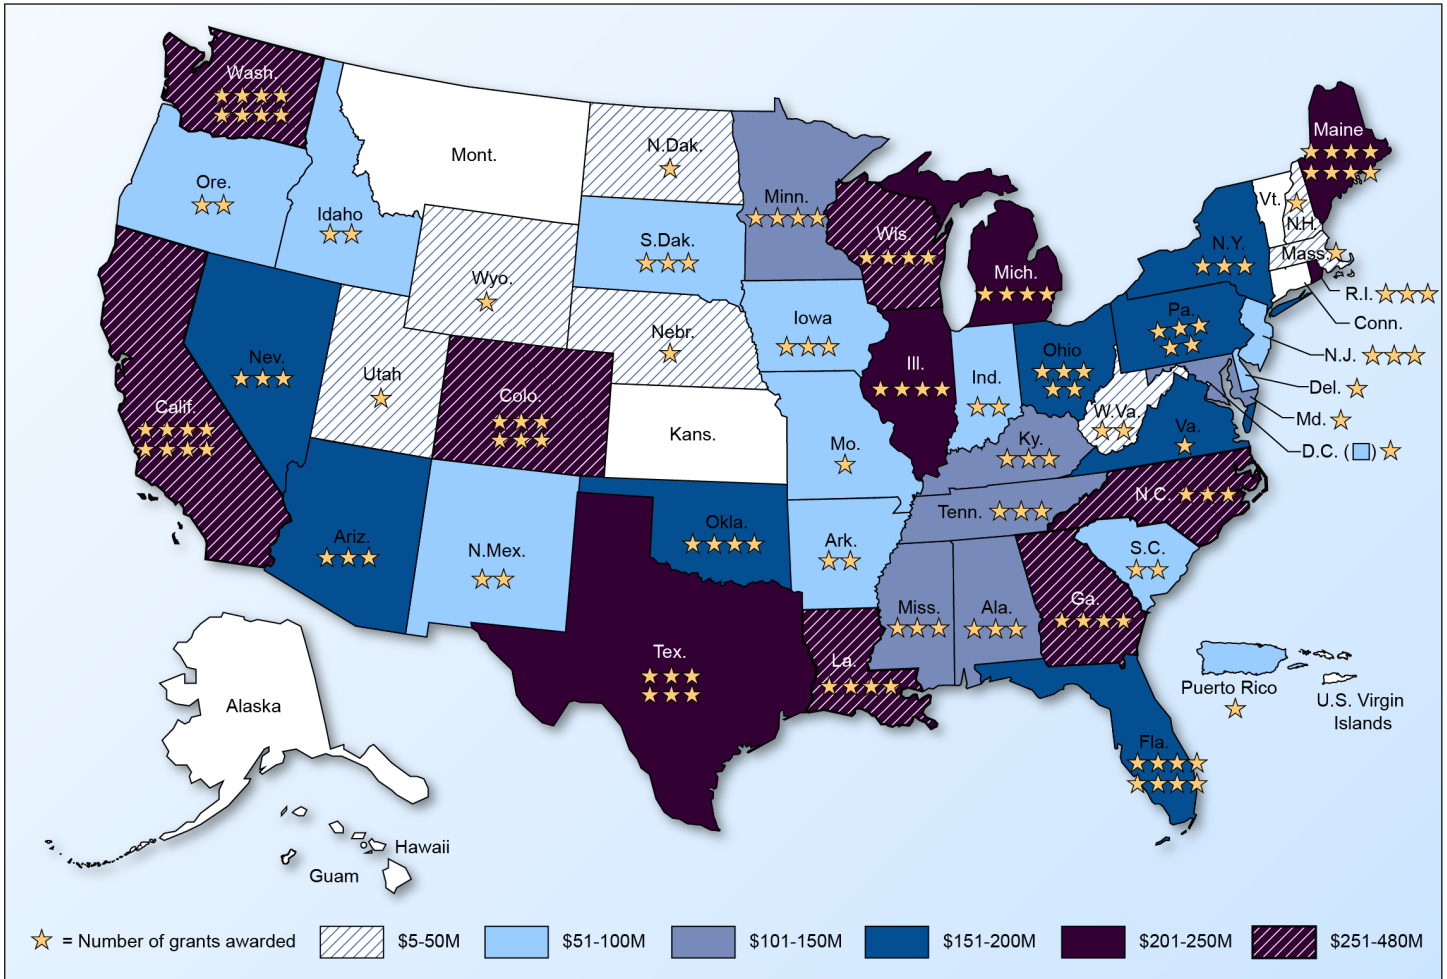 Wash.
Ore.
Idaho
Mont.
N.Dak.
Minn.
Wis.
Mich.
Maine
Vt.
N.H.
Mass.
N.Y.
R.I.
Conn.
N.J.
Del.
Md.
D.C. ( )
Pa.
Ohio
Ind.
Ill.
Iowa
S.Dak.
Wyo.
Nebr.
Nev.
Utah
Colo.
Kans.
Mo.
Ky.
W.Va.
Va.
Calif.
Ariz.
N.Mex.
Okla.
Ark.
Tenn.
N.C.
S.C.
Tex.
La.
Miss.
Ala.
Ga.
Fla.
Alaska
Hawaii
Guam
Puerto Rico
U.S. Virgin
Islands
= Number of grants awarded
$5-50M
$51-100M
$101-150M
$151-200M
$201-250M
$251-480M